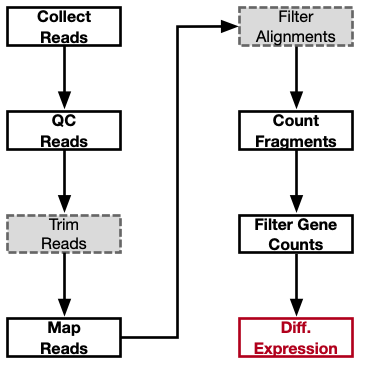 Collect
Reads
QC
Reads
Trim
Reads
Map
Reads
Filter
Alignments
Count
Fragments
Filter Gene
Counts
Diff.
Expression